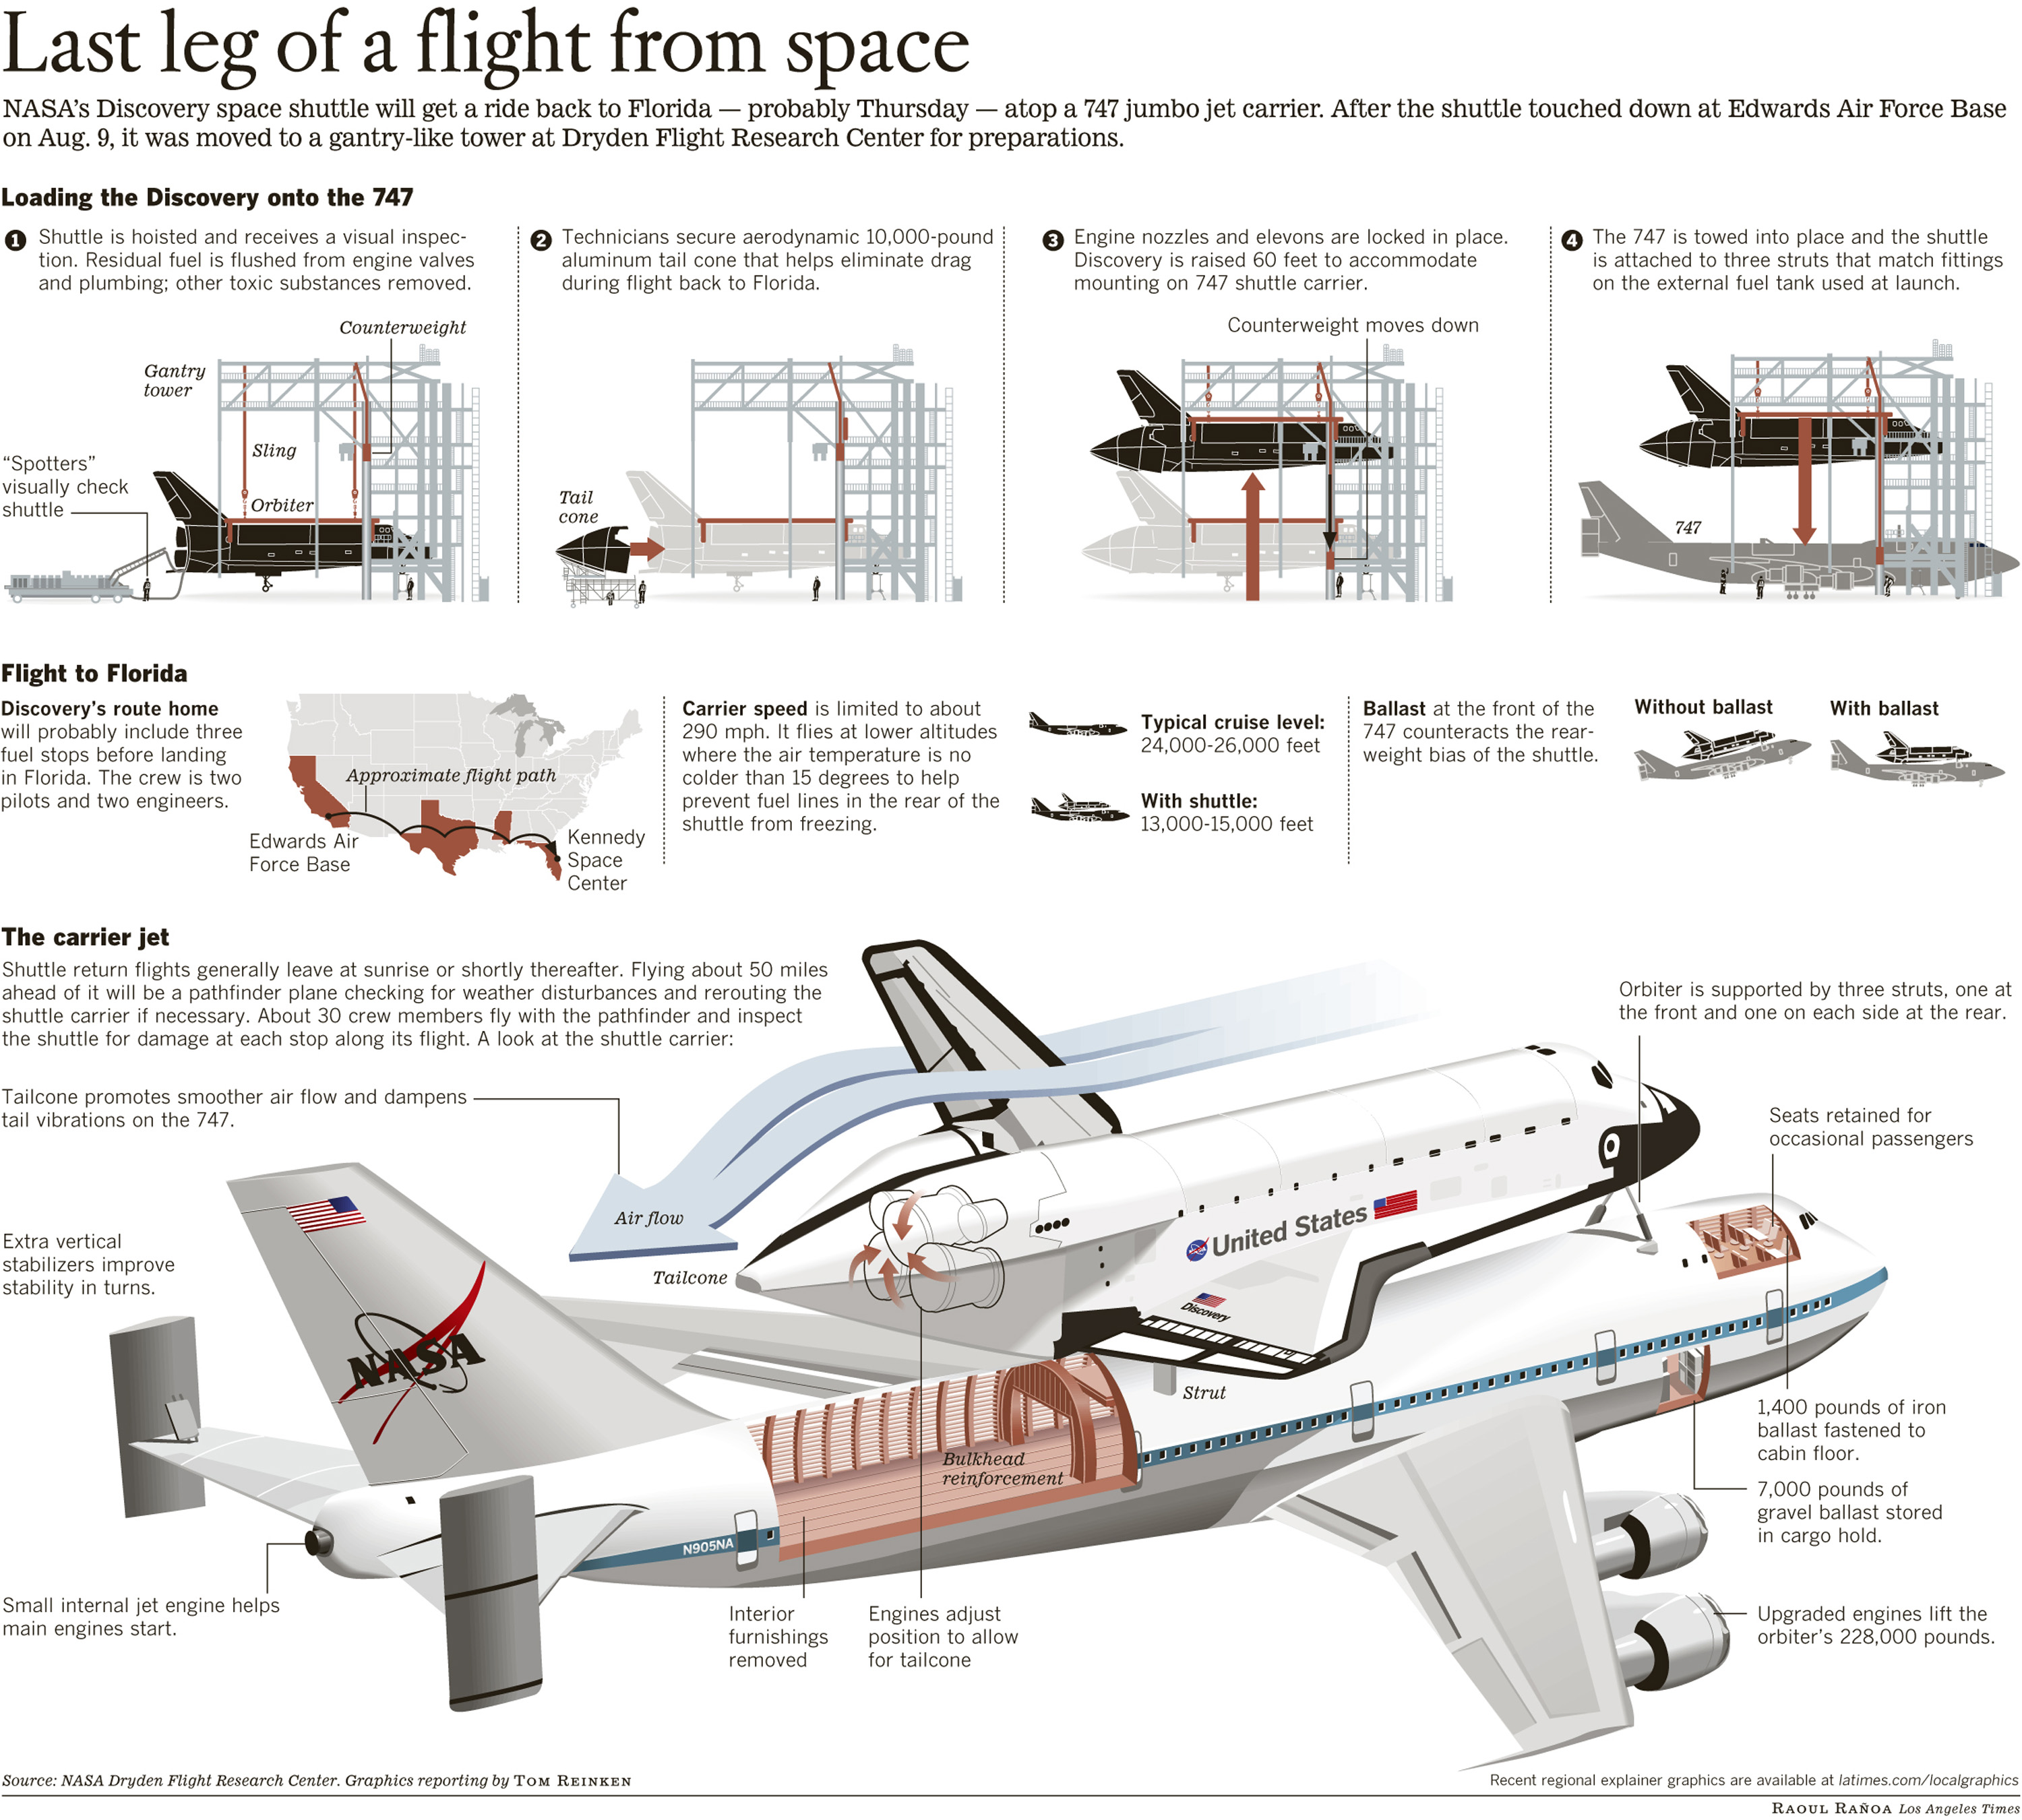 Last leg of a flight from space
NASA's Discovery space shuttle will get a ride back to Florida — probably Thursday — atop a 747 jumbo jet carrier. After the shuttle touched down at Edwards Air Force Base
on Aug. 9, it was moved to a gantry-like tower at Dryden Flight Research Center for preparations.
Loading the Discovery onto the 747
1 Shuttle is hoisted and receives a visual inspec-
tion. Residual fuel is flushed from engine valves
and plumbing; other toxic substances removed.
Counterweight
Gantry
tower
Sling
"Spotters"
visually check
shuttle
Orbiter
2 Technicians secure aerodynamic 10,000-pound
aluminum tail cone that helps eliminate drag
during flight back to Florida.
Tail
cone
3 Engine nozzles and elevons are locked in place.
Discovery is raised 60 feet to accommodate
mounting on 747 shuttle carrier.
Counterweight moves down
4 The 747 is towed into place and the shuttle
is attached to three struts that match fittings
on the external fuel tank used at launch.
747
Flight to Florida
Discovery's route home
will probably include three
fuel stops before landing
in Florida. The crew is two
pilots and two engineers.
Approximate flight path
Edwards Air
Force Base
Kennedy
Space
Center
Carrier speed is limited to about
290 mph. It flies at lower altitudes
where the air temperature is no
colder than 15 degrees to help
prevent fuel lines in the rear of the
shuttle from freezing.
Typical cruise level:
24,000-26,000 feet
With shuttle:
13,000-15,000 feet
Ballast at the front of the
747 counteracts the rear-
weight bias of the shuttle.
Without ballast
With ballast
The carrier jet
Shuttle return flights generally leave at sunrise or shortly thereafter. Flying about 50 miles
ahead of it will be a pathfinder plane checking for weather disturbances and rerouting the
shuttle carrier if necessary. About 30 crew members fly with the pathfinder and inspect
the shuttle for damage at each stop along its flight. A look at the shuttle carrier:
Orbiter is supported by three struts, one at
the front and one on each side at the rear.
Tailcone promotes smoother air flow and dampens
tail vibrations on the 747.
Seats retained for
occasional passengers
Air flow
Extra vertical
stabilizers improve
stability in turns.
Tailcone
United States
Discovery
NASA
Strut
Bulkhead
reinforcement
1,400 pounds of iron
ballast fastened to
cabin floor.
7,000 pounds of
gravel ballast stored
in cargo hold.
N905NA
Small internal jet engine helps
main engines start.
Interior
furnishings
removed
Engines adjust
position to allow
for tailcone
Upgraded engines lift the
orbiter's 228,000 pounds.
Source: NASA Dryden Flight Research Center. Graphics reporting by TOM REINKEN
Recent regional explainer graphics are available at latimes.com/localgraphics
RAOUL RAÑOA Los Angeles Times